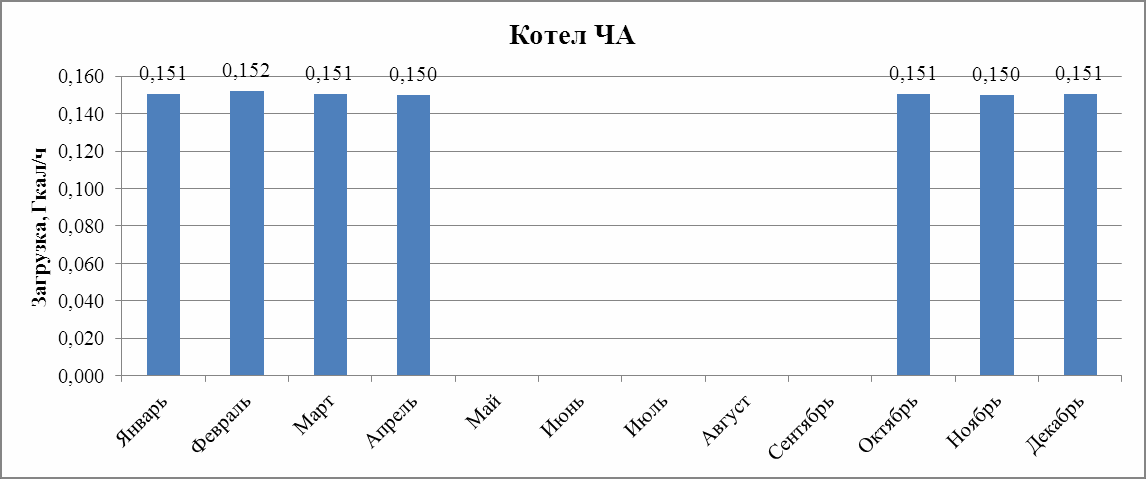 Котел ЧА
0,151 0,152 0,151 0,150 0,151 0,150 0,151
Загрузка, Гкал/ч
0,160
0,140
0,120
0,100
0,080
0,060
0,040
0,020
0,000
Январь Февраль Март Апрель Май Июнь Июль Август Сентябрь Октябрь Ноябрь Декабрь